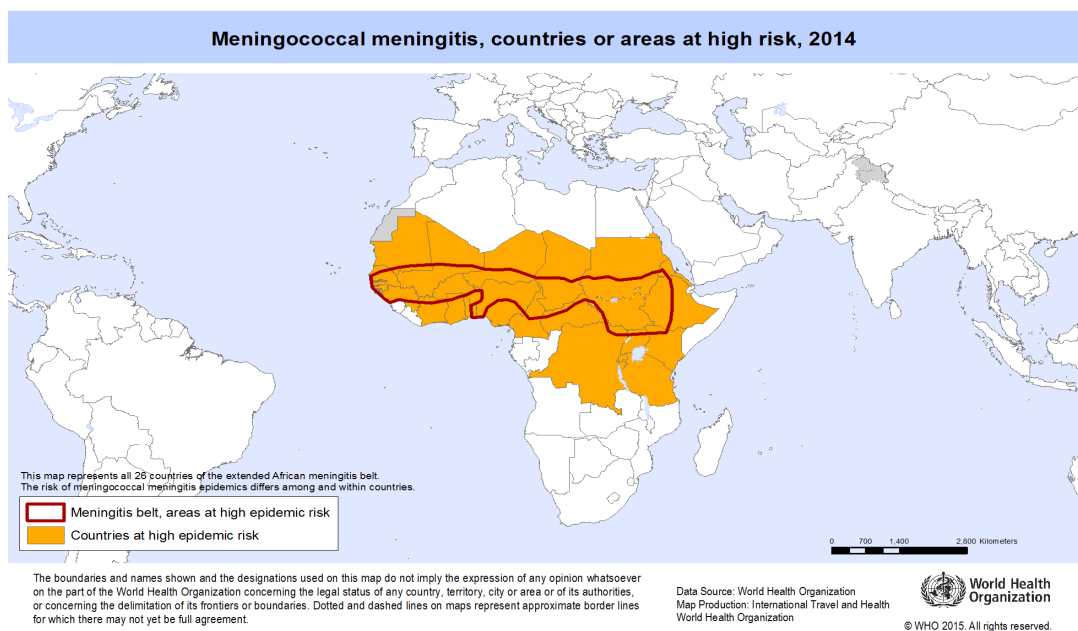 Meningococcal meningitis, countries or areas at high risk, 2014
This map represents all 26 countries of the extended African meningitis belt.
The risk of meningococcal meningitis epidemics differs among and within countries.
Meningitis belt, areas at high epidemic risk
Countries at high epidemic risk
0 700 1,400 2,800 Kilometers
The boundaries and names shown and the designations used on this map do not imply the expression of any opinion whatsoever
on the part of the World Health Organization concerning the legal status of any country, territory, city or area or of its authorities,
or concerning the delimitation of its frontiers or boundaries. Dotted and dashed lines on maps represent approximate border lines
for which there may not yet be full agreement.
Data Source: World Health Organization
Map Production: International Travel and Health
World Health Organization
World Health
Organization
© WHO 2015. All rights reserved.